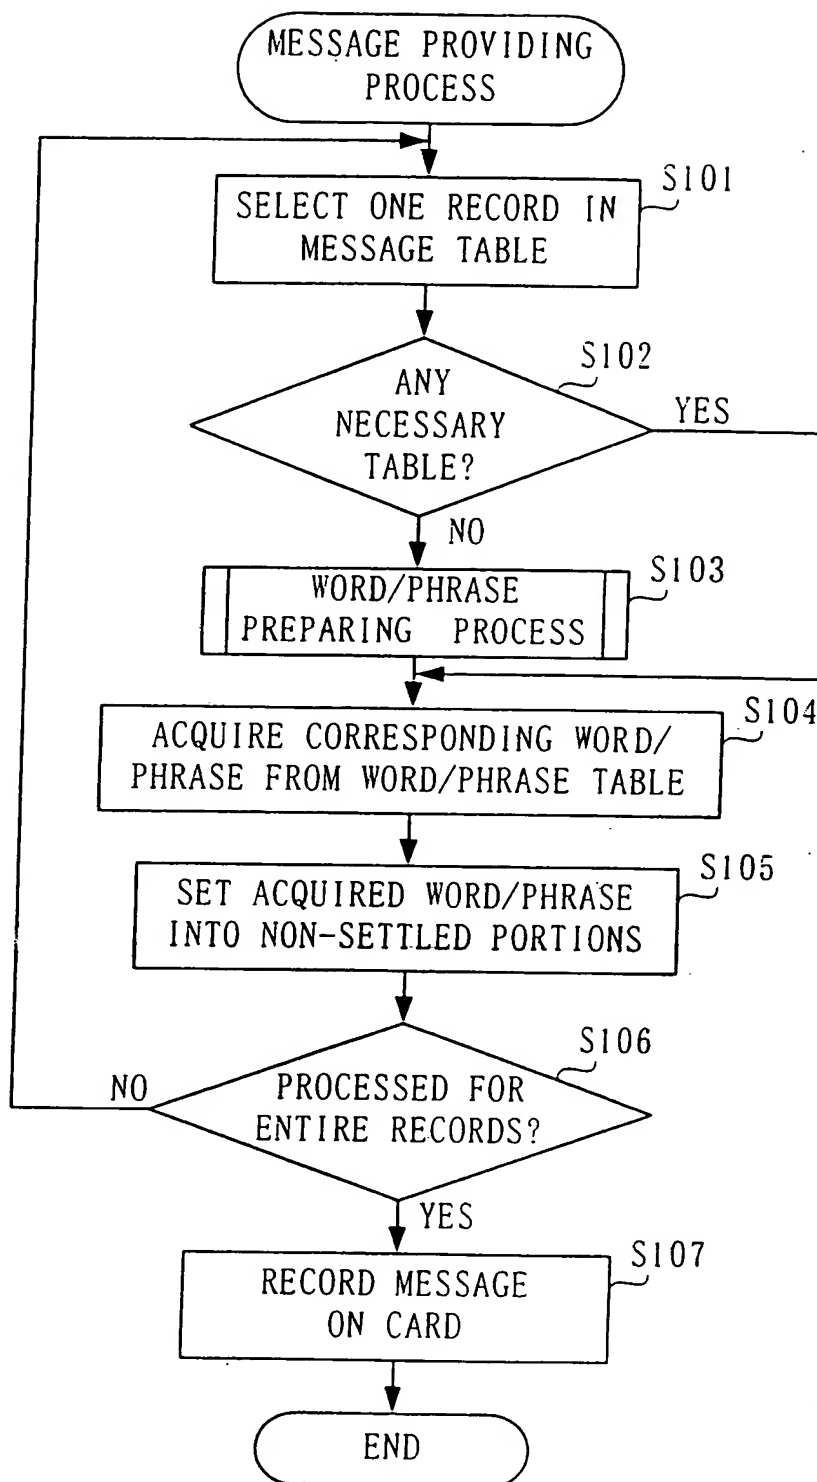 MESSAGE PROVIDING
PROCESS
S101
SELECT ONE RECORD IN
MESSAGE TABLE
S102
ANY
NECESSARY
TABLE?
YES
NO
S103
WORD/PHRASE
PREPARING PROCESS
S104
ACQUIRE CORRESPONDING WORD/
PHRASE FROM WORD/PHRASE TABLE
S105
SET ACQUIRED WORD/PHRASE
INTO NON-SETTLED PORTIONS
S106
NO
PROCESSED FOR
ENTIRE RECORDS?
YES
S107
RECORD MESSAGE
ON CARD
END